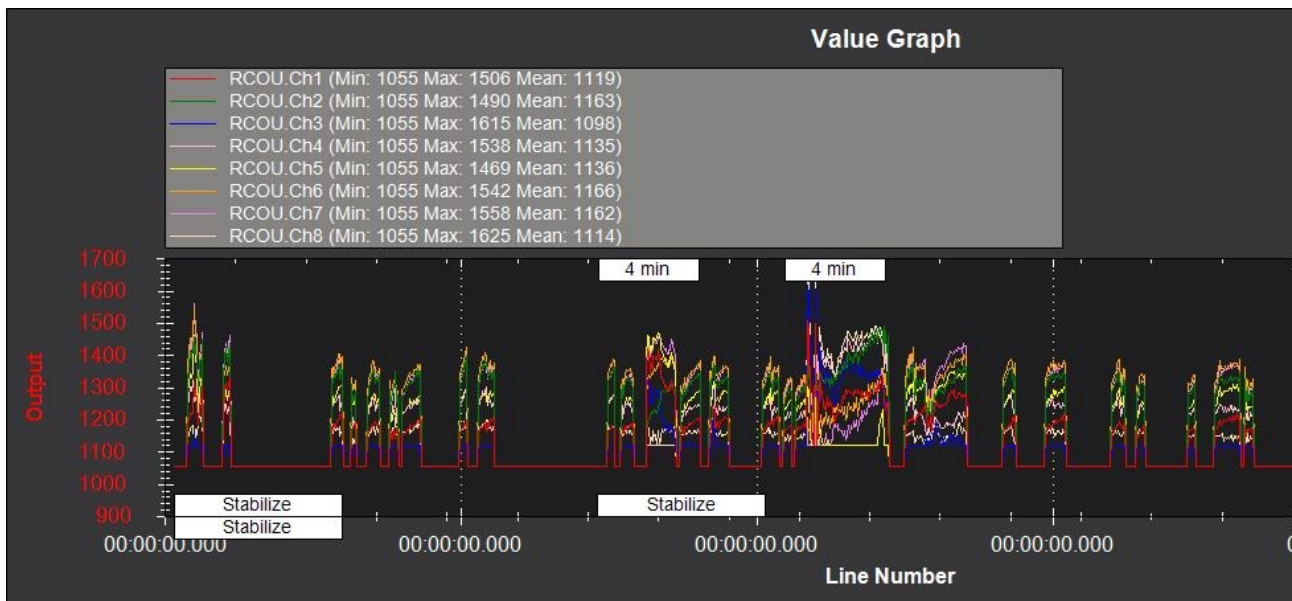 Value Graph
RCOU.Ch1 (Min: 1055 Max: 1506 Mean: 1119)
RCOU.Ch2 (Min: 1055 Max: 1490 Mean: 1163)
RCOU.Ch3 (Min: 1055 Max: 1615 Mean: 1098)
RCOU.Ch4 (Min: 1055 Max: 1538 Mean: 1135)
RCOU.Ch5 (Min: 1055 Max: 1469 Mean: 1136)
RCOU.Ch6 (Min: 1055 Max: 1542 Mean: 1166)
RCOU.Ch7 (Min: 1055 Max: 1558 Mean: 1162)
RCOU.Ch8 (Min: 1055 Max: 1625 Mean: 1114)
Output
1700
1600
1500
1400
1300
1200
1100
1000
900
4 min
4 min
Stabilize
Stabilize
Stabilize
00:00:00.000
00:00:00.000
00:00:00.000
00:00:00.000
Line Number